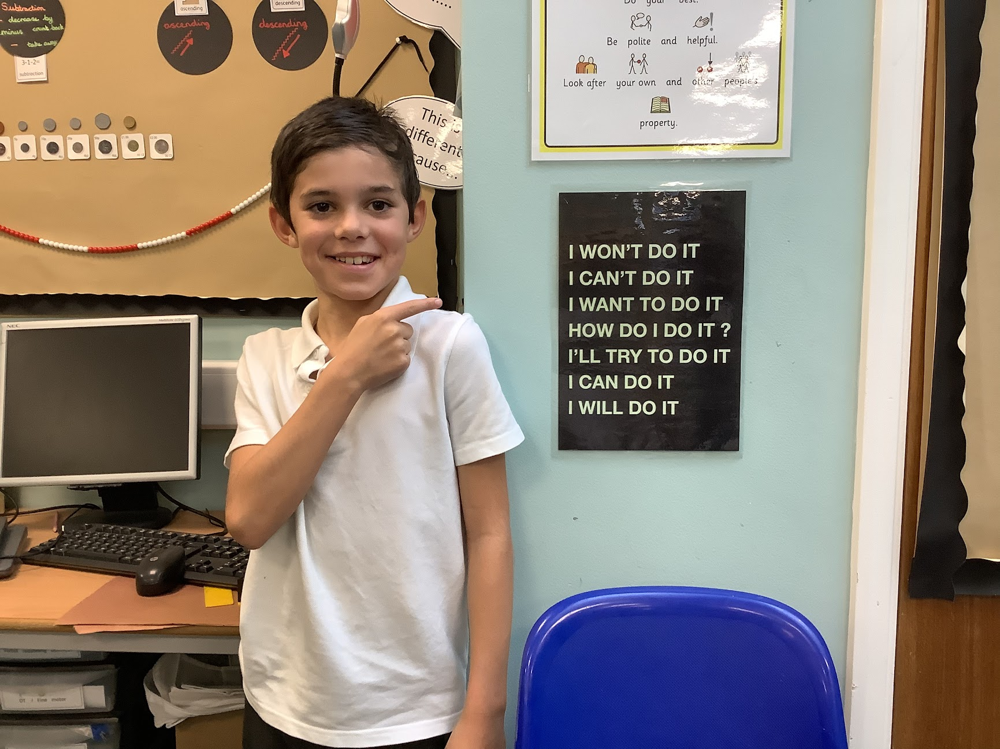 Subtraction
- decrease by
minus count back
- take away
3-1-2=
subtraction
ascending
ascending
descending
descending
This is
different
cause...
NEC
Do your best.
Be polite and helpful.
Look after your own and other people's
property.
I WON'T DO IT
I CAN'T DO IT
I WANT TO DO IT
HOW DO I DO IT ?
I'LL TRY TO DO IT
I CAN DO IT
I WILL DO IT